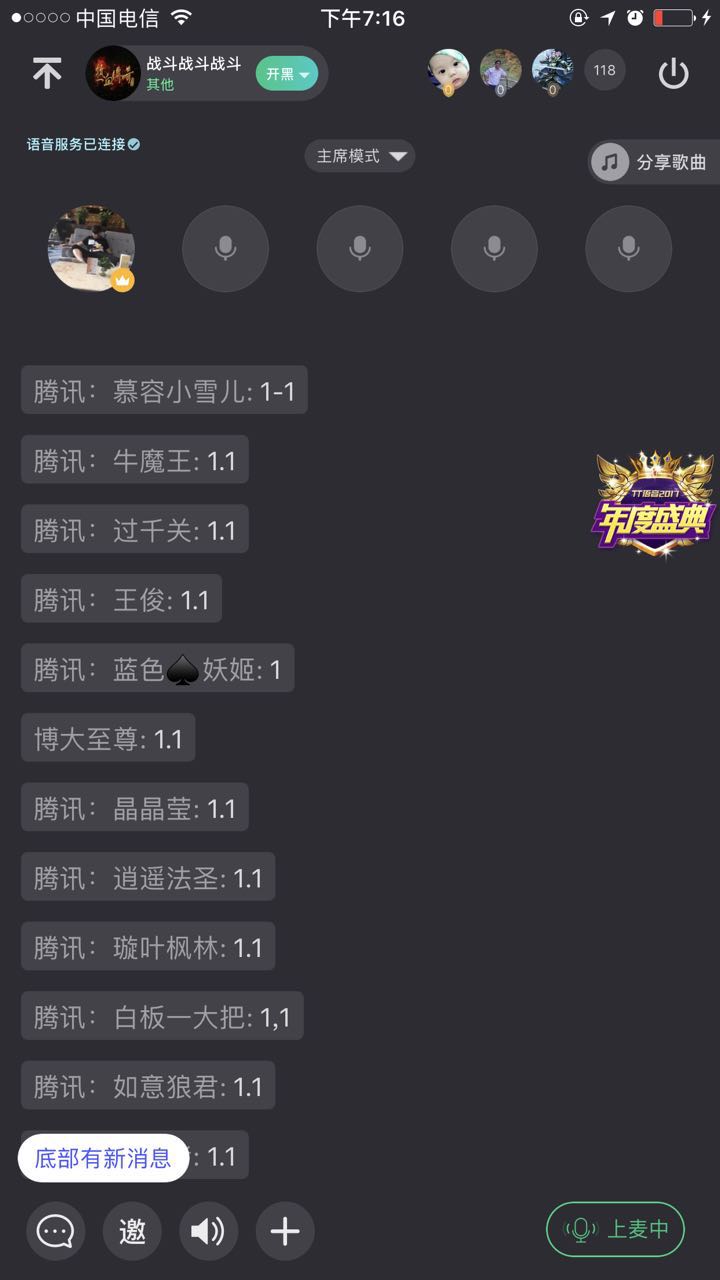 中国电信
下午7:16
战斗战斗战斗
其他
开黑
0
0
0
118
语音服务已连接
主席模式
分享歌曲
腾讯：慕容小雪儿: 1-1
腾讯：牛魔王: 1.1
TT语音2017
年度盛典
腾讯：过千关: 1.1
腾讯：王俊: 1.1
腾讯：蓝色♠妖姬: 1
博大至尊: 1.1
腾讯：晶晶莹: 1.1
腾讯：逍遥法圣: 1.1
腾讯：璇叶枫林: 1.1
腾讯：白板一大把: 1,1
腾讯：如意狼君: 1.1
底部有新消息
: 1.1
邀
上麦中